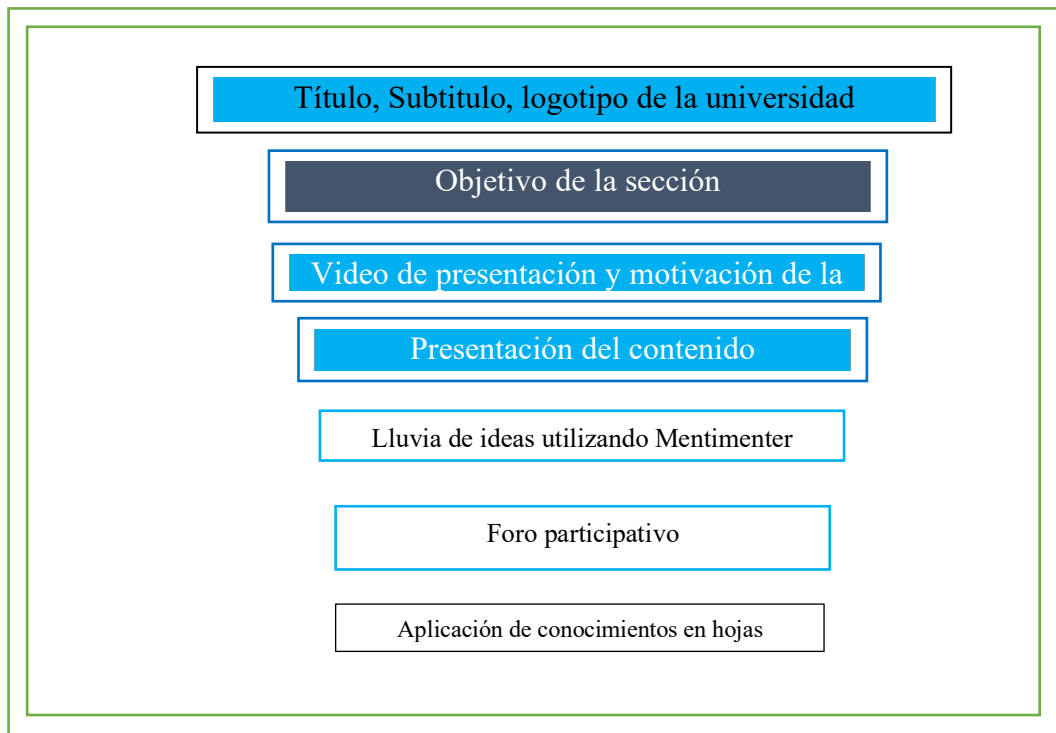 Título, Subtitulo, logotipo de la universidad
Objetivo de la sección
Video de presentación y motivación de la
Presentación del contenido
Lluvia de ideas utilizando Mentimenter
Foro participativo
Aplicación de conocimientos en hojas